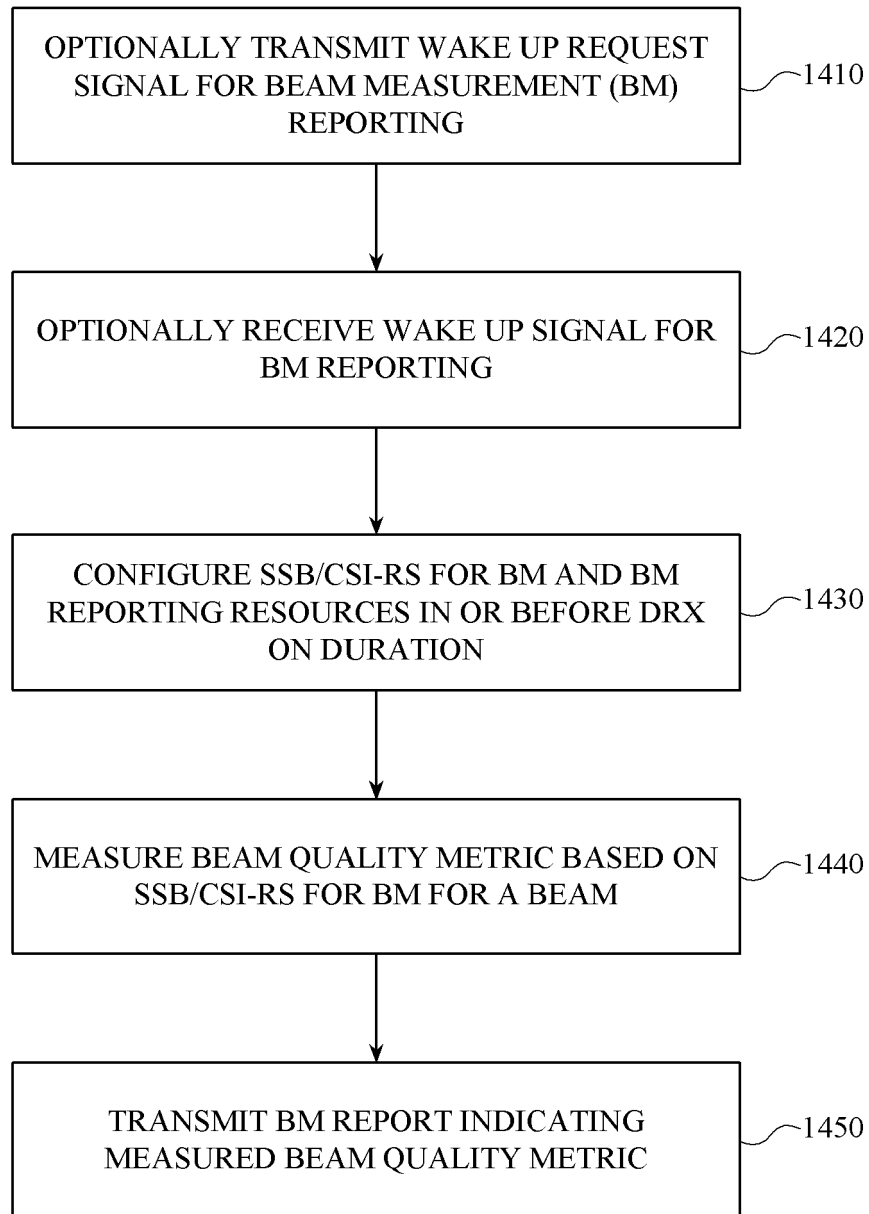 OPTIONALLY TRANSMIT WAKE UP REQUEST
SIGNAL FOR BEAM MEASUREMENT (BM)
REPORTING
1410
OPTIONALLY RECEIVE WAKE UP SIGNAL FOR
BM REPORTING
1420
CONFIGURE SSB/CSI-RS FOR BM AND BM
REPORTING RESOURCES IN OR BEFORE DRX
ON DURATION
1430
MEASURE BEAM QUALITY METRIC BASED ON
SSB/CSI-RS FOR BM FOR A BEAM
1440
TRANSMIT BM REPORT INDICATING
MEASURED BEAM QUALITY METRIC
1450